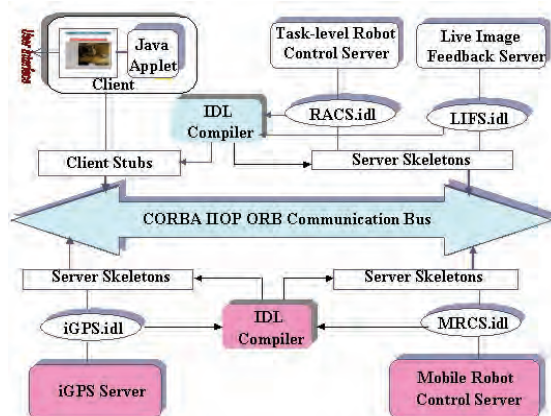 User Interface
Java
Applet
Client
Task-level Robot
Control Server
Live Image
Feedback Server
IDL
Compiler
RACS.idl
LIFS.idl
Client Stubs
Server Skeletons
CORBA IIOP ORB Communication Bus
Server Skeletons
Server Skeletons
iGPS.idl
IDL
Compiler
MRCS.idl
iGPS Server
Mobile Robot
Control Server